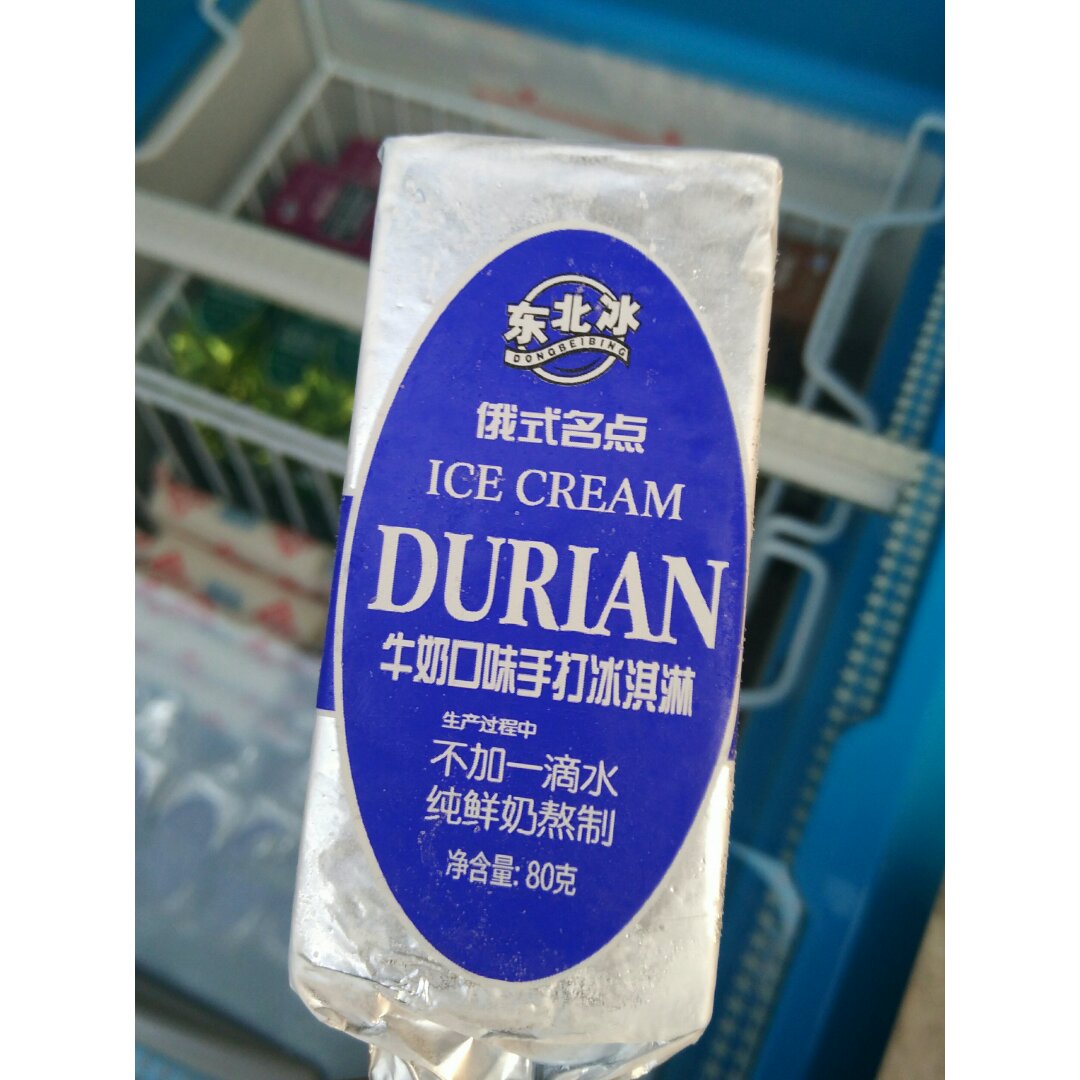 东北冰
DONGBEIBING
俄式名点
ICE CREAM
DURIAN
牛奶口味手打冰淇淋
生产过程中
不加一滴水
纯鲜奶熬制
净含量: 80克